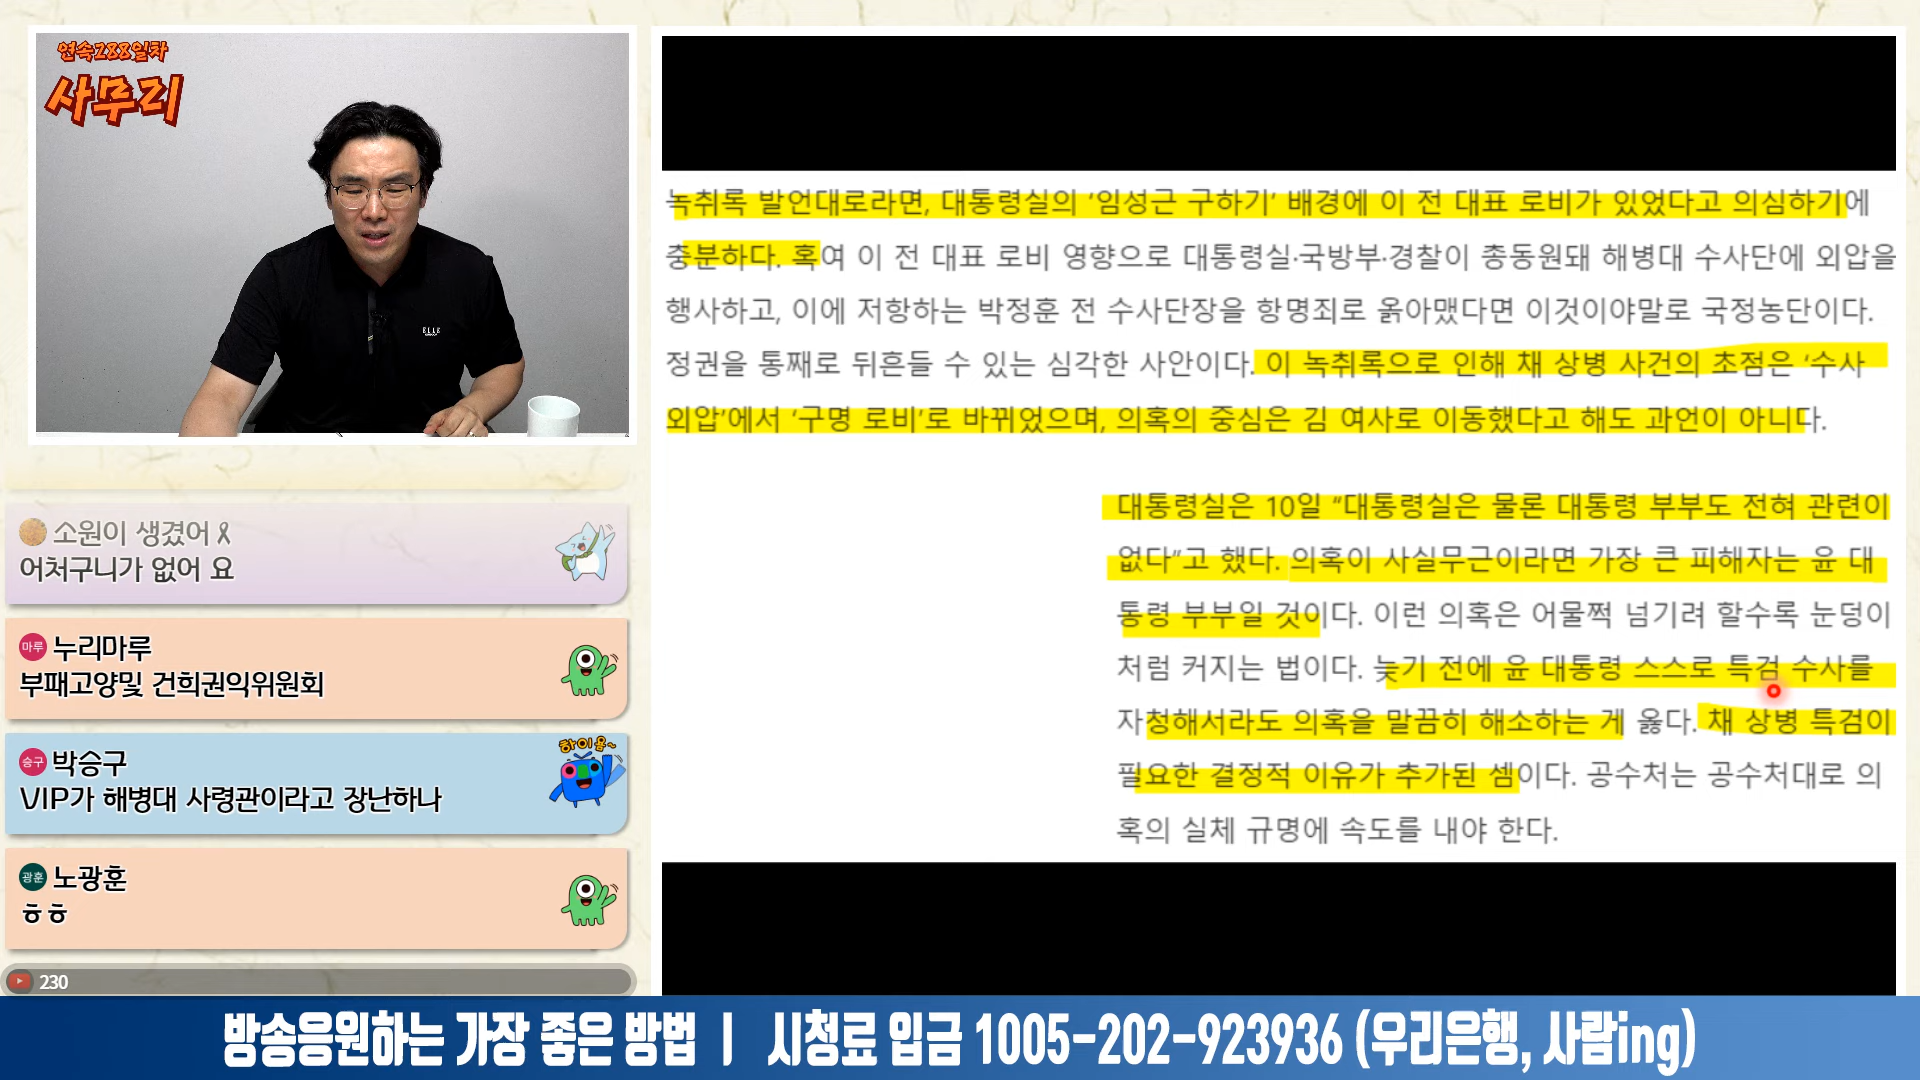 연속288일차
사무리
ELLE
녹취록 발언대로라면, 대통령실의 ‘임성근 구하기’ 배경에 이 전 대표 로비가 있었다고 의심하기에
충분하다. 혹여 이 전 대표 로비 영향으로 대통령실·국방부·경찰이 총동원돼 해병대 수사단에 외압을
행사하고, 이에 저항하는 박정훈 전 수사단장을 항명죄로 옭아맸다면 이것이야말로 국정농단이다.
정권을 통째로 뒤흔들 수 있는 심각한 사안이다. 이 녹취록으로 인해 채 상병 사건의 초점은 ‘수사
외압’에서 ‘구명 로비’로 바뀌었으며, 의혹의 중심은 김 여사로 이동했다고 해도 과언이 아니다.
대통령실은 10일 “대통령실은 물론 대통령 부부도 전혀 관련이
없다”고 했다. 의혹이 사실무근이라면 가장 큰 피해자는 윤 대
통령 부부일 것이다. 이런 의혹은 어물쩍 넘기려 할수록 눈덩이
처럼 커지는 법이다. 늦기 전에 윤 대통령 스스로 특검 수사를
자청해서라도 의혹을 말끔히 해소하는 게 옳다. 채 상병 특검이
필요한 결정적 이유가 추가된 셈이다. 공수처는 공수처대로 의
혹의 실체 규명에 속도를 내야 한다.
소원이 생겼어🎗
어처구니가 없어 요
마루 누리마루
부패고양및 건희권익위원회
승구 박승구
VIP가 해병대 사령관이라고 장난하나
하이욤~
광훈 노광훈
ㅎㅎ
230
방송응원하는 가장 좋은 방법 ㅣ 시청료 입금 1005-202-923936 (우리은행, 사람ing)